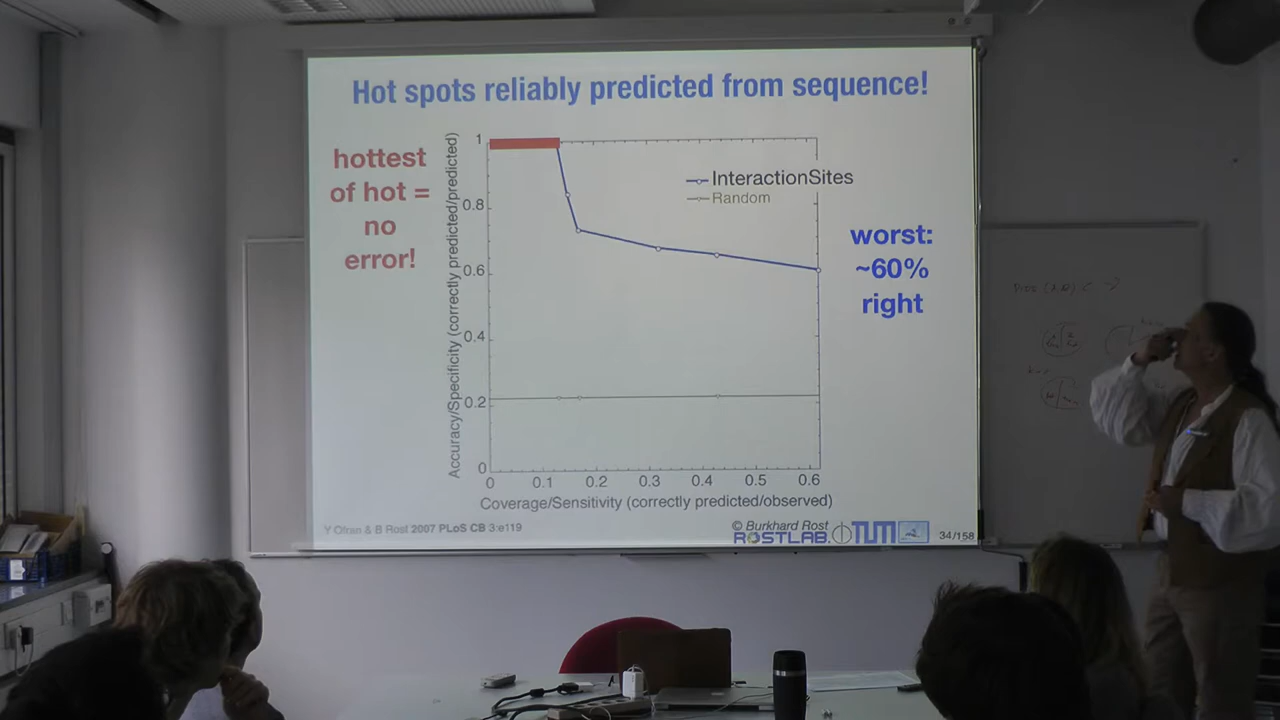 Hot spots reliably predicted from sequence!
hottest
of hot =
no
error!
Accuracy/Specificity (correctly predicted/predicted)
1
0.8
0.6
0.4
0.2
0
InteractionSites
Random
worst:
~60%
right
0 0.1 0.2 0.3 0.4 0.5 0.6
Coverage/Sensitivity (correctly predicted/observed)
Y Ofran & B Rost 2007 PLoS CB 3:e119
© Burkhard Rost
ROSTLAB
TUM
34/158